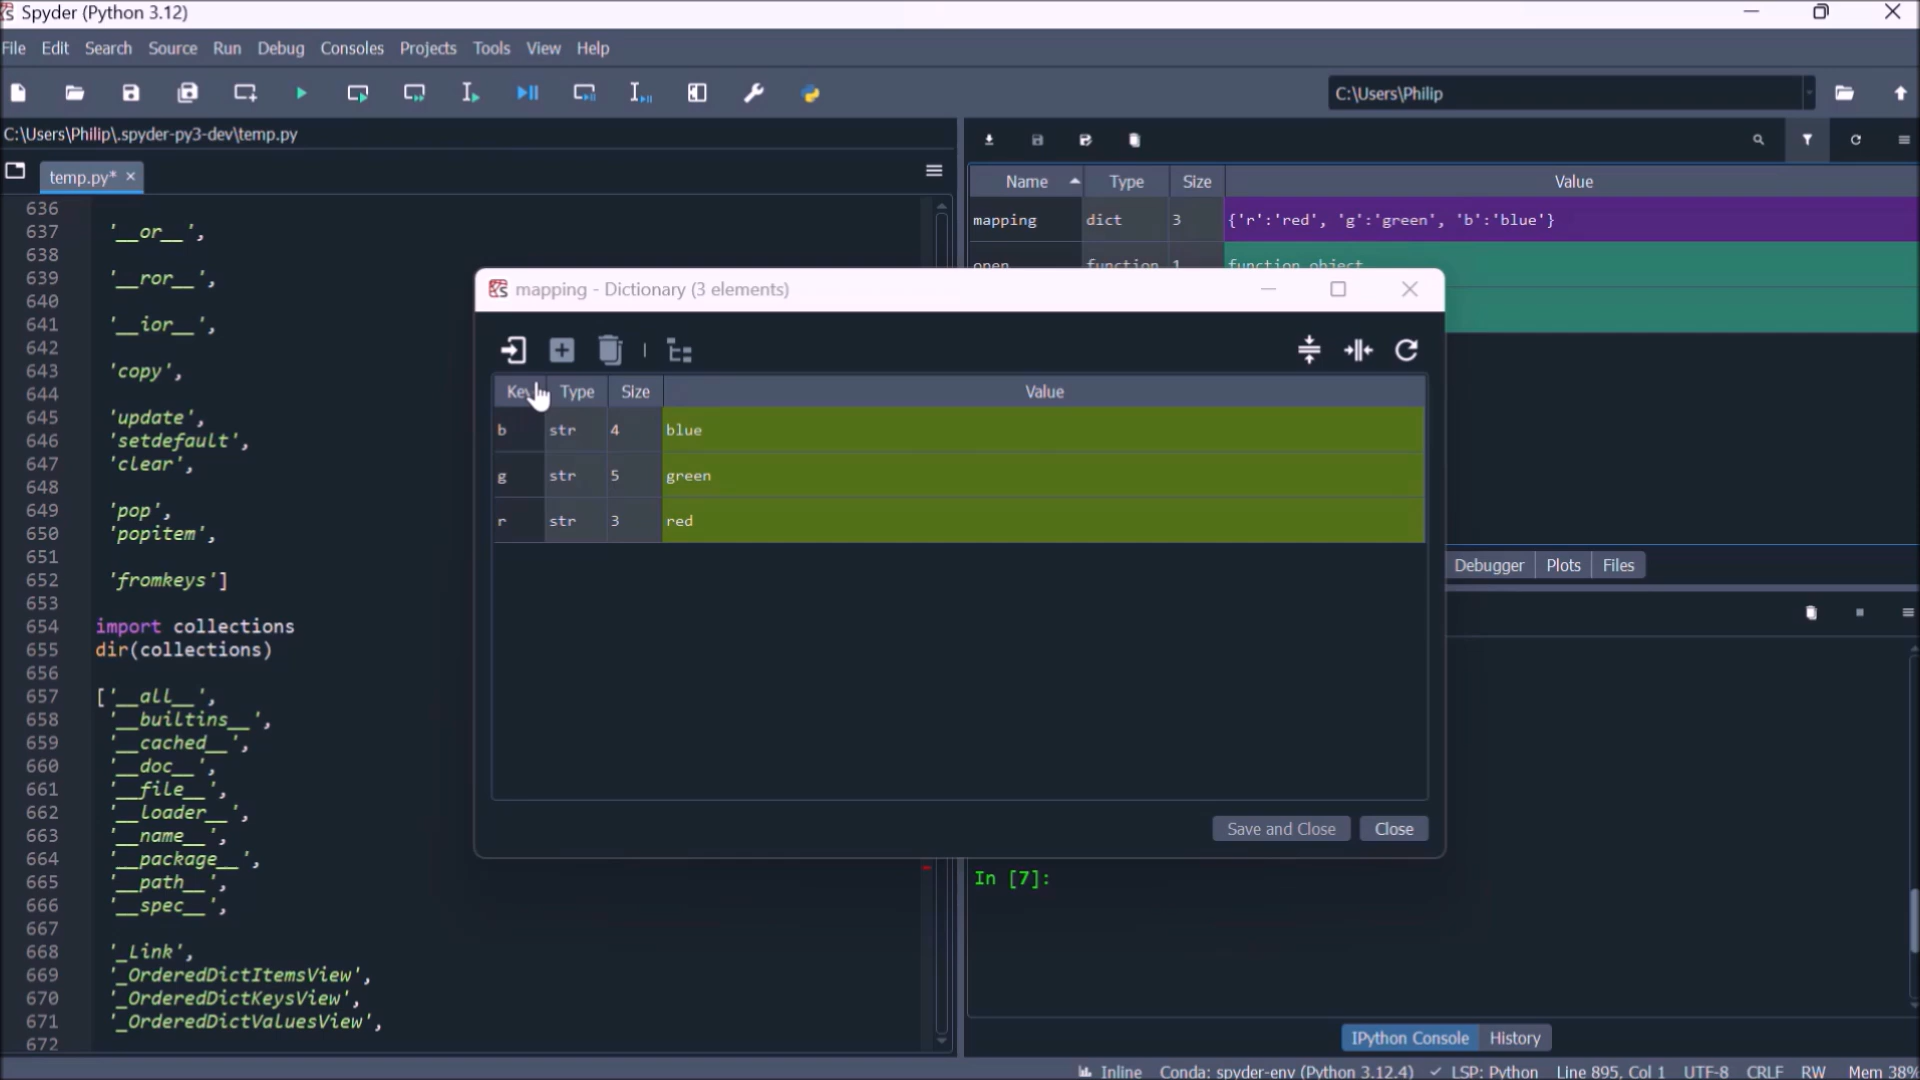 Spyder (Python 3.12)
File Edit Search Source Run Debug Consoles Projects Tools View Help
C:\Users\Philip
C:\Users\Philip\.spyder-py3-dev\temp.py
temp.py*
636
637 '__or__',
638
639 '__ror__',
640
641 '__ior__',
642
643 'copy',
644
645 'update',
646 'setdefault',
647 'clear',
648
649 'pop',
650 'popitem',
651
652 'fromkeys']
653
654 import collections
655 dir(collections)
656
657 ['__all__',
658 '__builtins__',
659 '__cached__',
660 '__doc__',
661 '__file__',
662 '__loader__',
663 '__name__',
664 '__package__',
665 '__path__',
666 '__spec__',
667
668 '_Link',
669 '_OrderedDictItemsView',
670 '_OrderedDictKeysView',
671 '_OrderedDictValuesView',
672
Name Type Size Value
mapping dict 3 {'r':'red', 'g':'green', 'b':'blue'}
open function 1 function object
mapping - Dictionary (3 elements)
Key Type Size Value
b str 4 blue
g str 5 green
r str 3 red
Save and Close Close
Debugger Plots Files
In [7]:
IPython Console History
Inline Conda: spyder-env (Python 3.12.4) ✓ LSP: Python Line 895, Col 1 UTF-8 CRLF RW Mem 38%